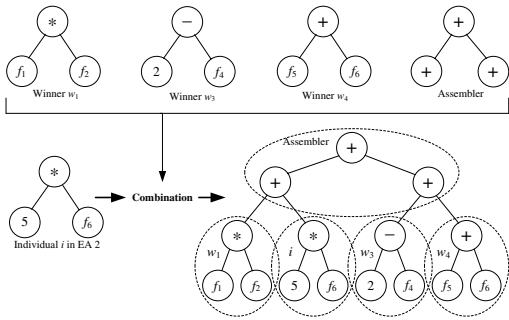 * − + +
f1 f2 2 f4 f5 f6 + +
Winner w1 Winner w3 Winner w4 Assembler
Assembler +
* + +
5 f6 Combination
Individual i in EA 2
w1 * i * w3 − w4 +
f1 f2 5 f6 2 f4 f5 f6